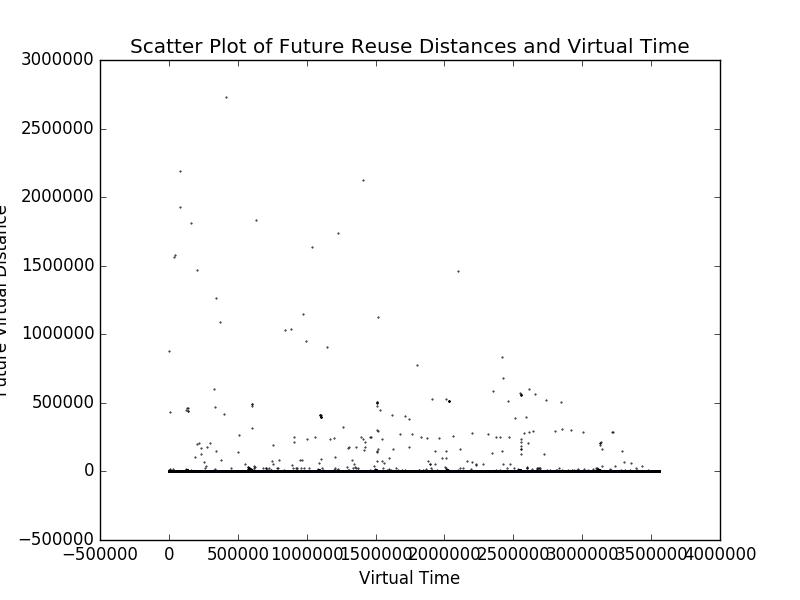 Scatter Plot of Future Reuse Distances and Virtual Time
3000000
2500000
2000000
1500000
1000000
500000
0
−500000
Future Virtual Distance
−500000 0 500000 1000000 1500000 2000000 2500000 3000000 3500000 4000000
Virtual Time